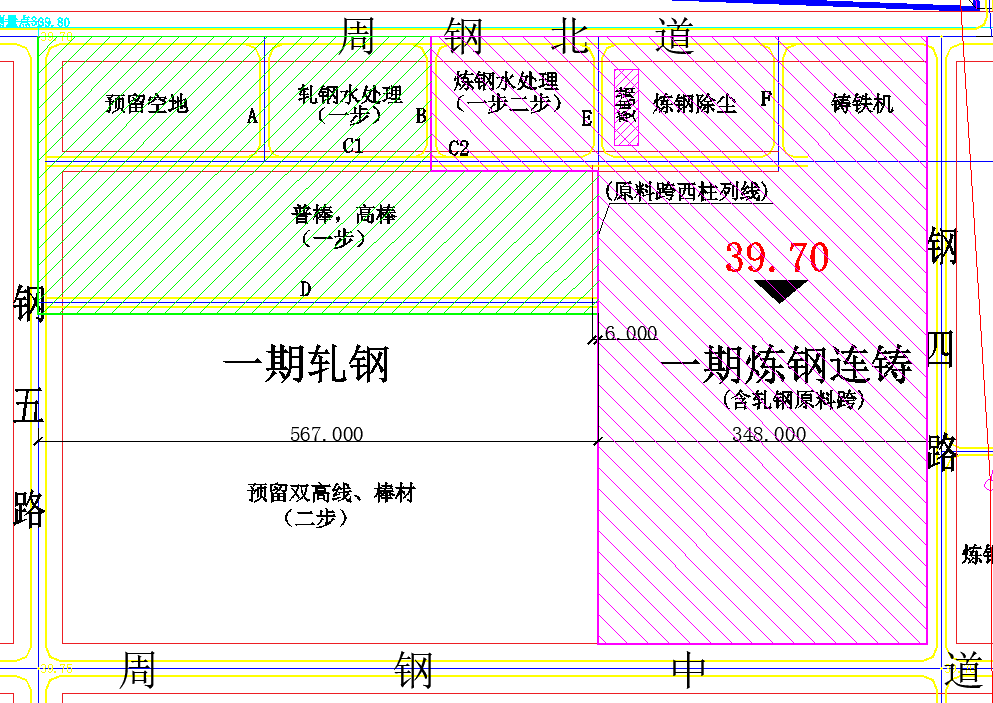 周钢北道
39.70
预留空地
A
轧钢水处理
(一步)
B
C1
炼钢水处理
(一步二步)
E
C2
炼钢除尘
F
铸铁机
(原料跨西柱列线)
普棒，高棒
(一步)
D
39.70
钢四路
钢五路
6.000
一期轧钢
一期炼钢连铸
(含轧钢原料跨)
567.000
348.000
预留双高线、棒材
(二步)
炼钢
39.70
周钢中道